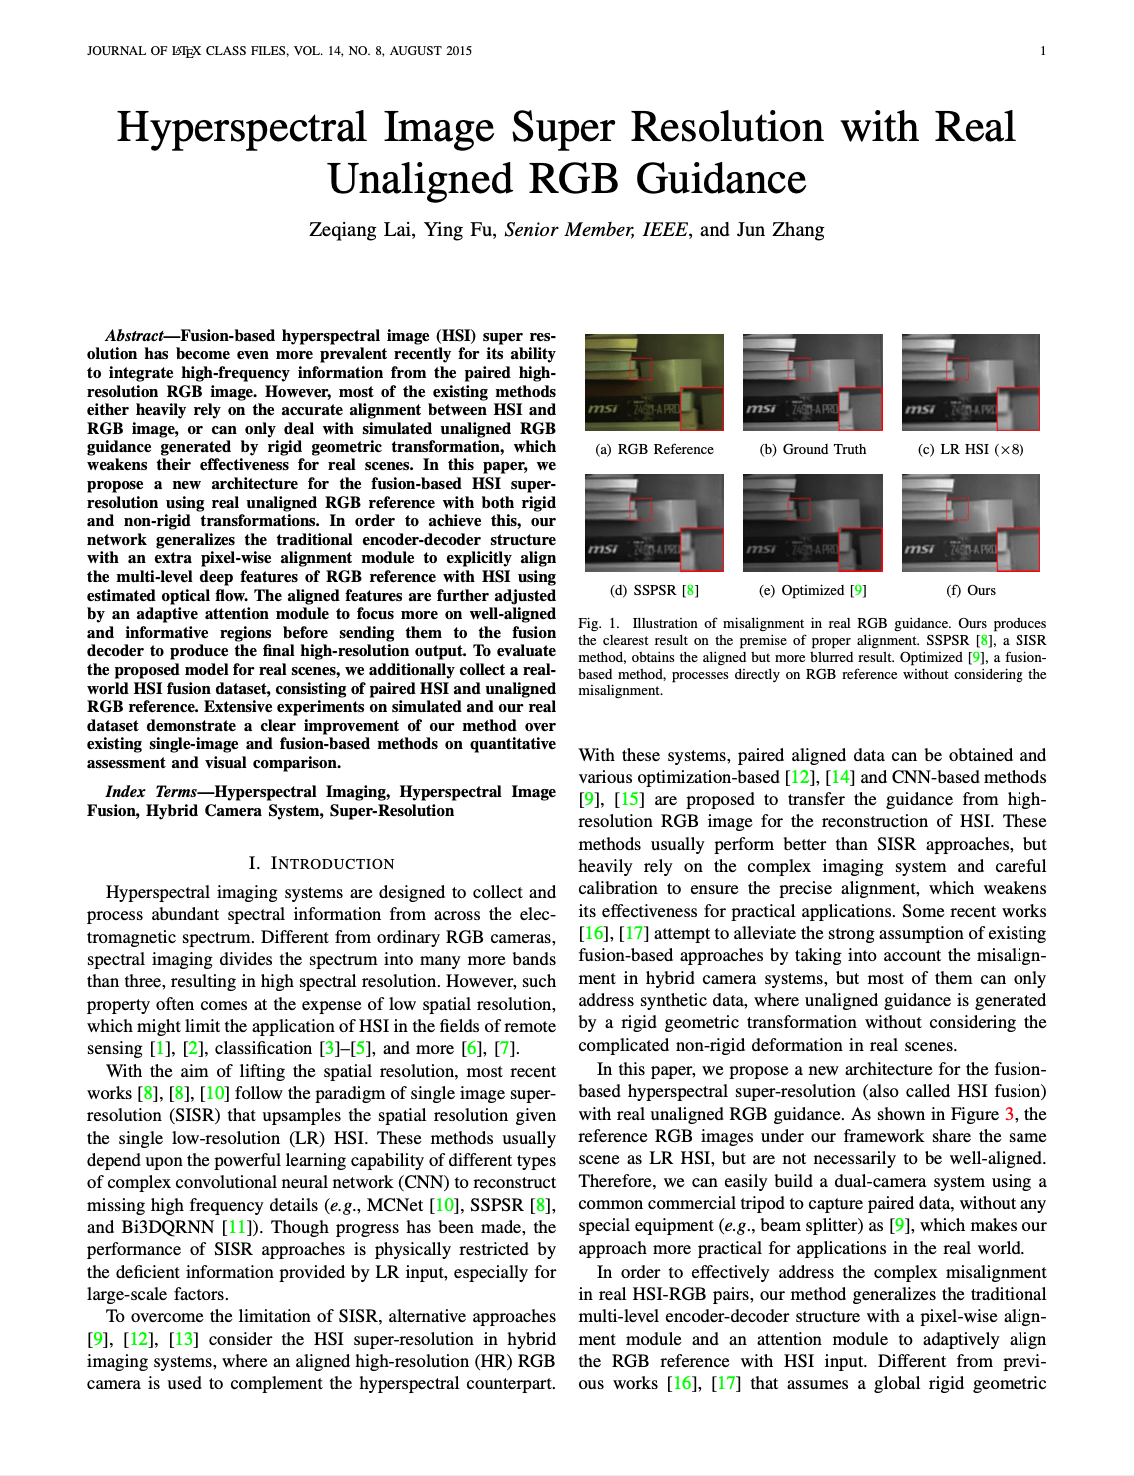 JOURNAL OF LATEX CLASS FILES, VOL. 14, NO. 8, AUGUST 2015
1
Hyperspectral Image Super Resolution with Real
Unaligned RGB Guidance
Zeqiang Lai, Ying Fu, Senior Member, IEEE, and Jun Zhang
Abstract—Fusion-based hyperspectral image (HSI) super res-
olution has become even more prevalent recently for its ability
to integrate high-frequency information from the paired high-
resolution RGB image. However, most of the existing methods
either heavily rely on the accurate alignment between HSI and
RGB image, or can only deal with simulated unaligned RGB
guidance generated by rigid geometric transformation, which
weakens their effectiveness for real scenes. In this paper, we
propose a new architecture for the fusion-based HSI super-
resolution using real unaligned RGB reference with both rigid
and non-rigid transformations. In order to achieve this, our
network generalizes the traditional encoder-decoder structure
with an extra pixel-wise alignment module to explicitly align
the multi-level deep features of RGB reference with HSI using
estimated optical flow. The aligned features are further adjusted
by an adaptive attention module to focus more on well-aligned
and informative regions before sending them to the fusion
decoder to produce the final high-resolution output. To evaluate
the proposed model for real scenes, we additionally collect a real-
world HSI fusion dataset, consisting of paired HSI and unaligned
RGB reference. Extensive experiments on simulated and our real
dataset demonstrate a clear improvement of our method over
existing single-image and fusion-based methods on quantitative
assessment and visual comparison.
Index Terms—Hyperspectral Imaging, Hyperspectral Image
Fusion, Hybrid Camera System, Super-Resolution
I. INTRODUCTION
Hyperspectral imaging systems are designed to collect and
process abundant spectral information from across the elec-
tromagnetic spectrum. Different from ordinary RGB cameras,
spectral imaging divides the spectrum into many more bands
than three, resulting in high spectral resolution. However, such
property often comes at the expense of low spatial resolution,
which might limit the application of HSI in the fields of remote
sensing [1], [2], classification [3]–[5], and more [6], [7].
With the aim of lifting the spatial resolution, most recent
works [8], [8], [10] follow the paradigm of single image super-
resolution (SISR) that upsamples the spatial resolution given
the single low-resolution (LR) HSI. These methods usually
depend upon the powerful learning capability of different types
of complex convolutional neural network (CNN) to reconstruct
missing high frequency details (e.g., MCNet [10], SSPSR [8],
and Bi3DQRNN [11]). Though progress has been made, the
performance of SISR approaches is physically restricted by
the deficient information provided by LR input, especially for
large-scale factors.
To overcome the limitation of SISR, alternative approaches
[9], [12], [13] consider the HSI super-resolution in hybrid
imaging systems, where an aligned high-resolution (HR) RGB
camera is used to complement the hyperspectral counterpart.
msi Z490-A PRO
msi Z490-A PRO
msi Z490-A PRO
(a) RGB Reference
(b) Ground Truth
(c) LR HSI (×8)
msi Z490-A PRO
msi Z490-A PRO
msi Z490-A PRO
(d) SSPSR [8]
(e) Optimized [9]
(f) Ours
Fig. 1. Illustration of misalignment in real RGB guidance. Ours produces
the clearest result on the premise of proper alignment. SSPSR [8], a SISR
method, obtains the aligned but more blurred result. Optimized [9], a fusion-
based method, processes directly on RGB reference without considering the
misalignment.
With these systems, paired aligned data can be obtained and
various optimization-based [12], [14] and CNN-based methods
[9], [15] are proposed to transfer the guidance from high-
resolution RGB image for the reconstruction of HSI. These
methods usually perform better than SISR approaches, but
heavily rely on the complex imaging system and careful
calibration to ensure the precise alignment, which weakens
its effectiveness for practical applications. Some recent works
[16], [17] attempt to alleviate the strong assumption of existing
fusion-based approaches by taking into account the misalign-
ment in hybrid camera systems, but most of them can only
address synthetic data, where unaligned guidance is generated
by a rigid geometric transformation without considering the
complicated non-rigid deformation in real scenes.
In this paper, we propose a new architecture for the fusion-
based hyperspectral super-resolution (also called HSI fusion)
with real unaligned RGB guidance. As shown in Figure 3, the
reference RGB images under our framework share the same
scene as LR HSI, but are not necessarily to be well-aligned.
Therefore, we can easily build a dual-camera system using a
common commercial tripod to capture paired data, without any
special equipment (e.g., beam splitter) as [9], which makes our
approach more practical for applications in the real world.
In order to effectively address the complex misalignment
in real HSI-RGB pairs, our method generalizes the traditional
multi-level encoder-decoder structure with a pixel-wise align-
ment module and an attention module to adaptively align
the RGB reference with HSI input. Different from previ-
ous works [16], [17] that assumes a global rigid geometric